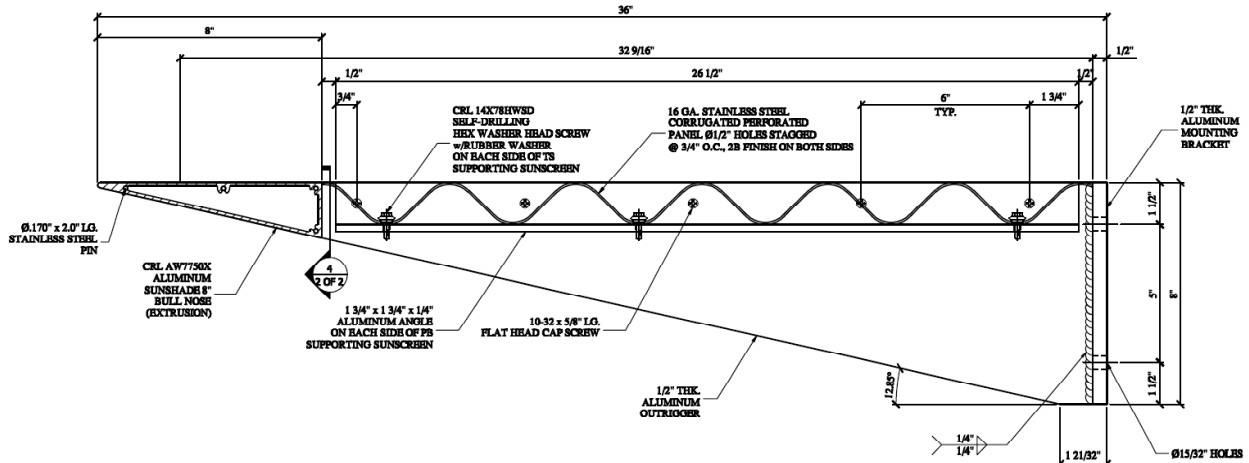 36"
8"
32 9/16"
1/2"
1/2"
26 1/2"
1/2"
3/4"
6"
TYP.
1 3/4"
CRL 14X78HWSD
SELF-DRILLING
HEX WASHER HEAD SCREW
w/RUBBER WASHER
ON EACH SIDE OF TS
SUPPORTING SUNSCREEN
16 GA. STAINLESS STEEL
CORRUGATED PERFORATED
PANEL Ø1/2" HOLES STAGGED
@ 3/4" O.C., 2B FINISH ON BOTH SIDES
1/2" THK.
ALUMINUM
MOUNTING
BRACKET
Ø.170" x 2.0" LG.
STAINLESS STEEL
PIN
CRL AW7750X
ALUMINUM
SUNSHADE 8"
BULL NOSE
(EXTRUSION)
4
2 OF 2
1 3/4" x 1 3/4" x 1/4"
ALUMINUM ANGLE
ON EACH SIDE OF PB
SUPPORTING SUNSCREEN
10-32 x 5/8" LG.
FLAT HEAD CAP SCREW
1/2" THK.
ALUMINUM
OUTRIGGER
12.85°
1 1/2"
5"
8"
1 1/2"
1/4"
1/4"
1 21/32"
Ø15/32" HOLES